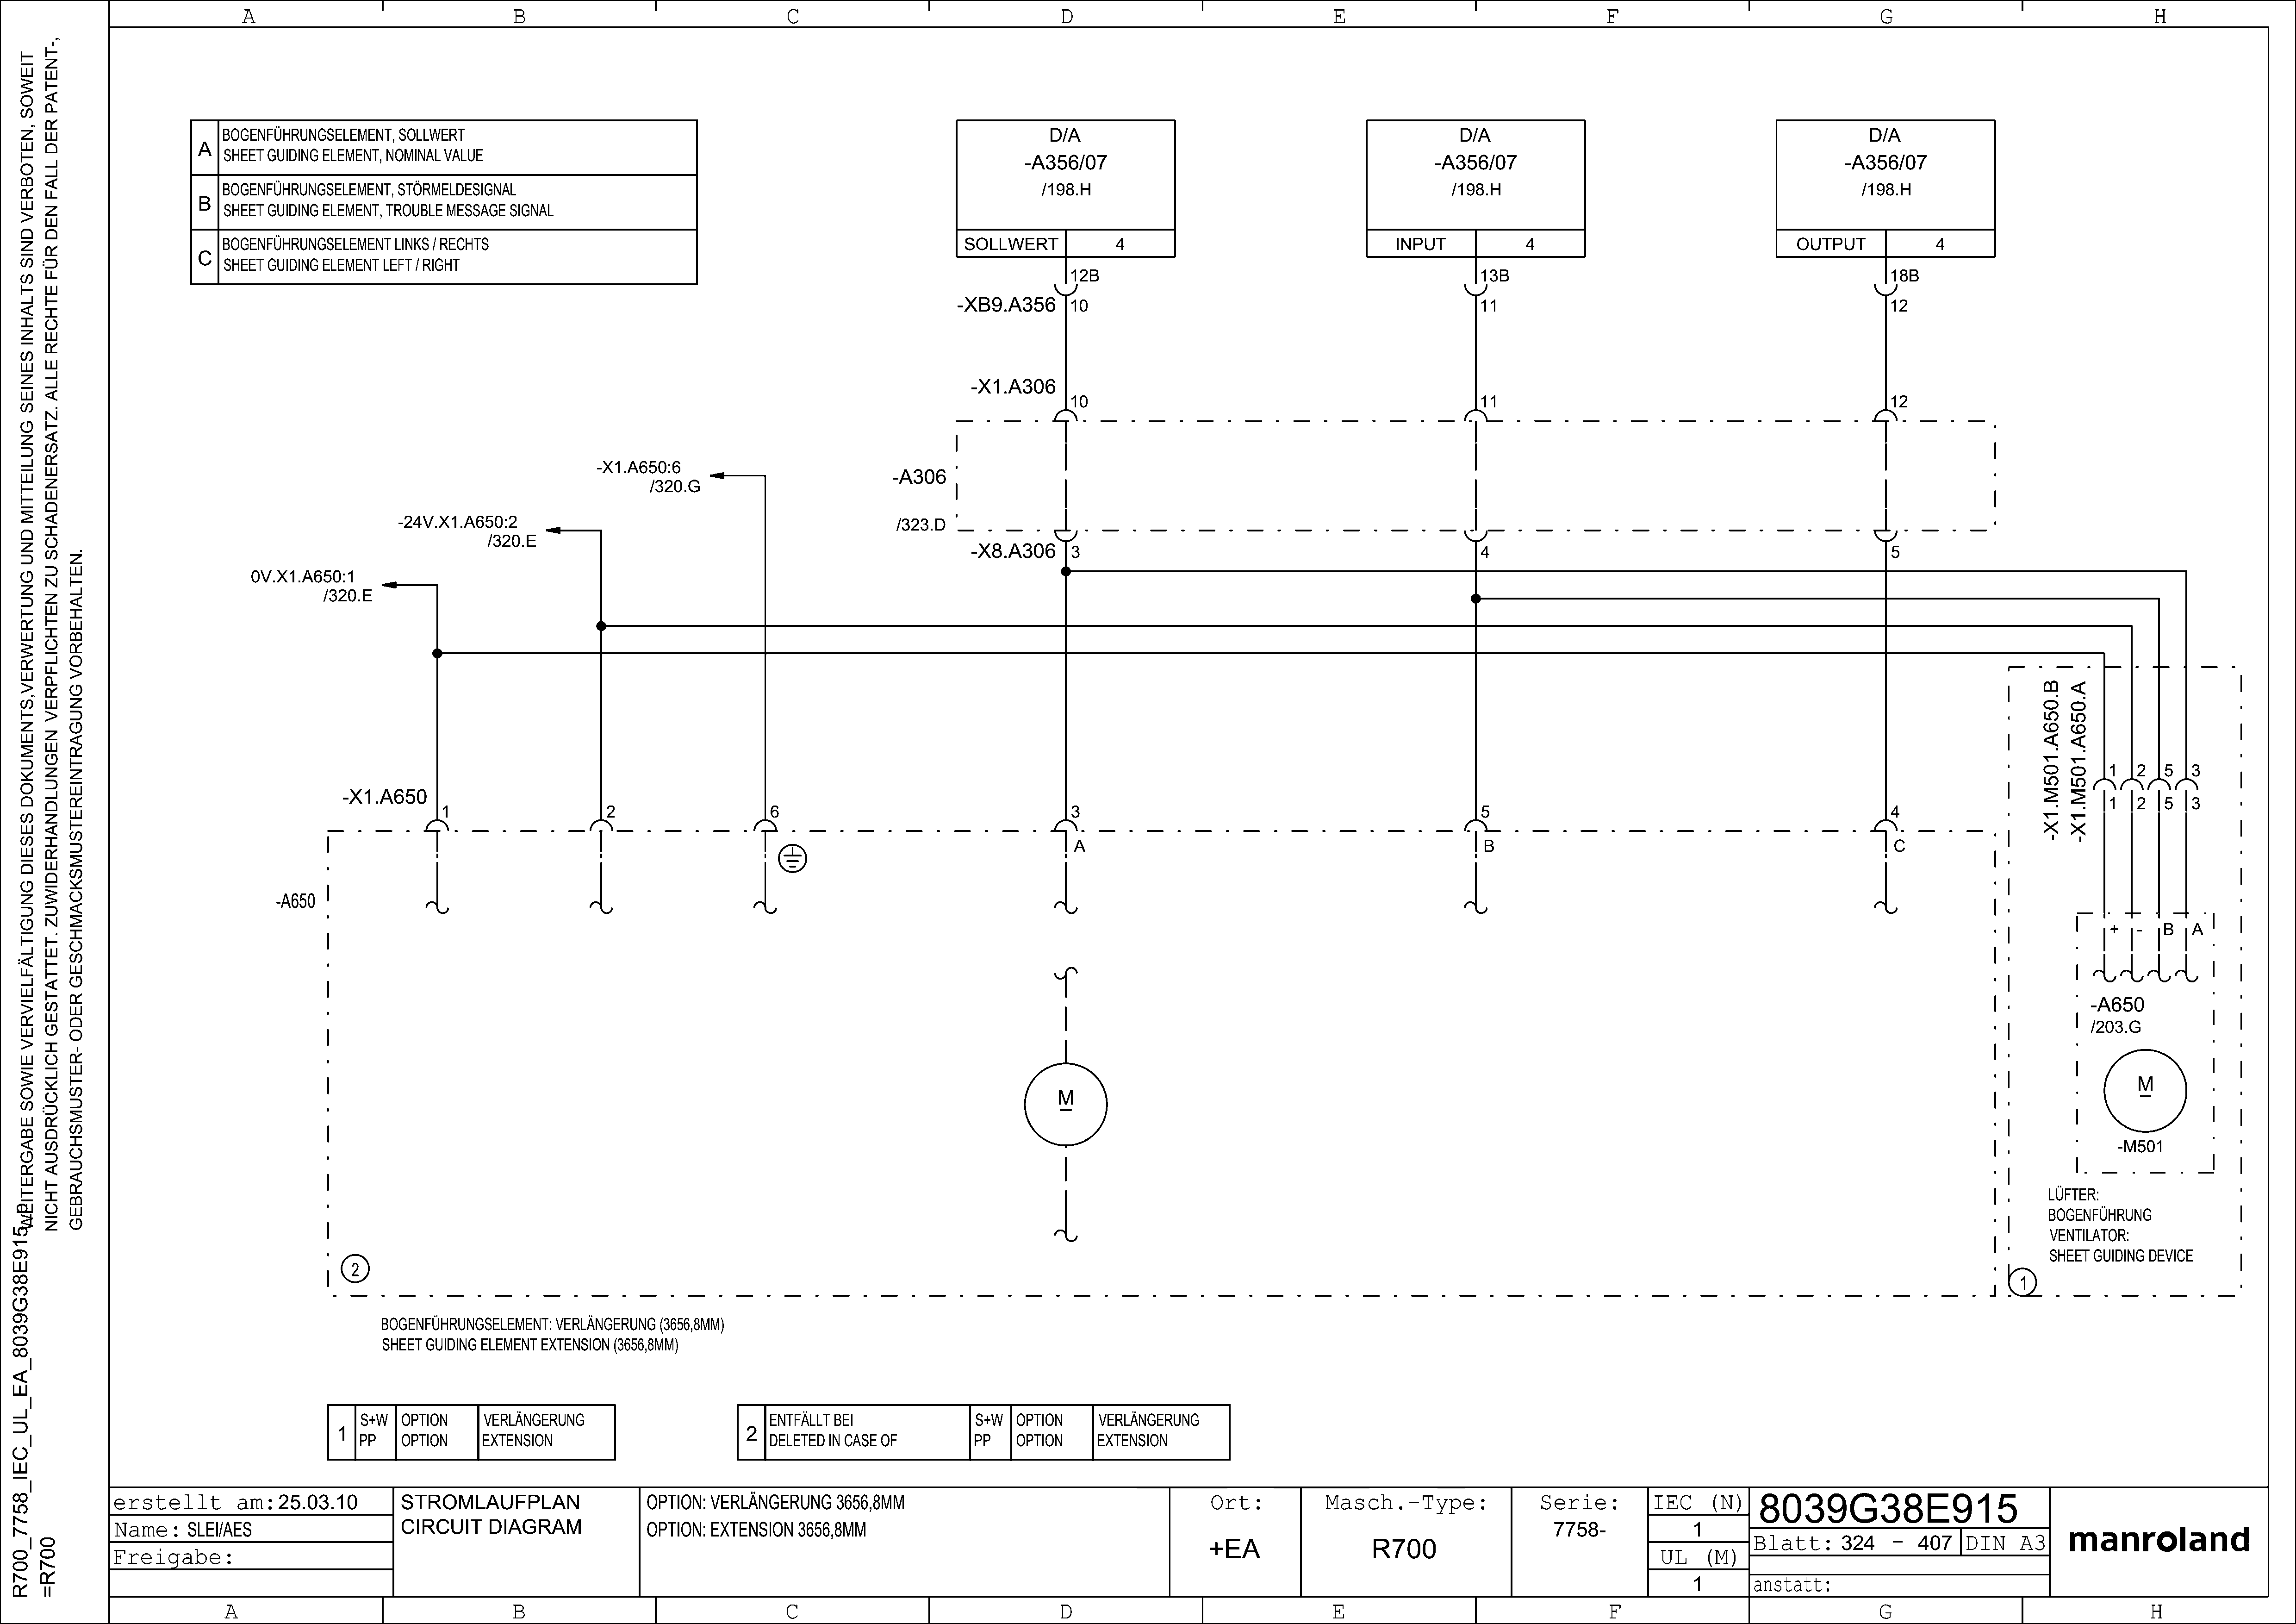 A B C D E F G H
WEITERGABE SOWIE VERVIELFÄLTIGUNG DIESES DOKUMENTS,VERWERTUNG UND MITTEILUNG SEINES INHALTS SIND VERBOTEN, SOWEIT
NICHT AUSDRÜCKLICH GESTATTET. ZUWIDERHANDLUNGEN VERPFLICHTEN ZU SCHADENERSATZ. ALLE RECHTE FÜR DEN FALL DER PATENT-,
GEBRAUCHSMUSTER- ODER GESCHMACKSMUSTEREINTRAGUNG VORBEHALTEN.
R700_7758_IEC_UL_EA_8039G38E915_
=R700
A
BOGENFÜHRUNGSELEMENT, SOLLWERT
SHEET GUIDING ELEMENT, NOMINAL VALUE
B
BOGENFÜHRUNGSELEMENT, STÖRMELDESIGNAL
SHEET GUIDING ELEMENT, TROUBLE MESSAGE SIGNAL
C
BOGENFÜHRUNGSELEMENT LINKS / RECHTS
SHEET GUIDING ELEMENT LEFT / RIGHT
D/A D/A D/A
-A356/07 -A356/07 -A356/07
/198.H /198.H /198.H
SOLLWERT 4 INPUT 4 OUTPUT 4
12B 13B 18B
-XB9.A356 10 11 12
-X1.A306
10 11 12
-X1.A650:6
/320.G
-A306
-24V.X1.A650:2
/320.E
/323.D
-X8.A306 3 4 5
0V.X1.A650:1
/320.E
-X1.M501.A650.B
-X1.M501.A650.A
1 2 5 3
1 2 5 3
-X1.A650
1 2 6 3 5 4
A B C
-A650
+ - B A
-A650
/203.G
M
M
-M501
LÜFTER:
BOGENFÜHRUNG
VENTILATOR:
SHEET GUIDING DEVICE
2
1
BOGENFÜHRUNGSELEMENT: VERLÄNGERUNG (3656,8MM)
SHEET GUIDING ELEMENT EXTENSION (3656,8MM)
1
S+W OPTION VERLÄNGERUNG
PP OPTION EXTENSION
2
ENTFÄLLT BEI S+W OPTION VERLÄNGERUNG
DELETED IN CASE OF PP OPTION EXTENSION
erstellt am: 25.03.10
Name: SLEI/AES
Freigabe:
STROMLAUFPLAN
CIRCUIT DIAGRAM
OPTION: VERLÄNGERUNG 3656,8MM
OPTION: EXTENSION 3656,8MM
Ort:
+EA
Masch.-Type:
R700
Serie:
7758-
IEC (N)
1
UL (M)
1
8039G38E915
Blatt: 324 - 407 DIN A3
anstatt:
manroland
A B C D E F G H